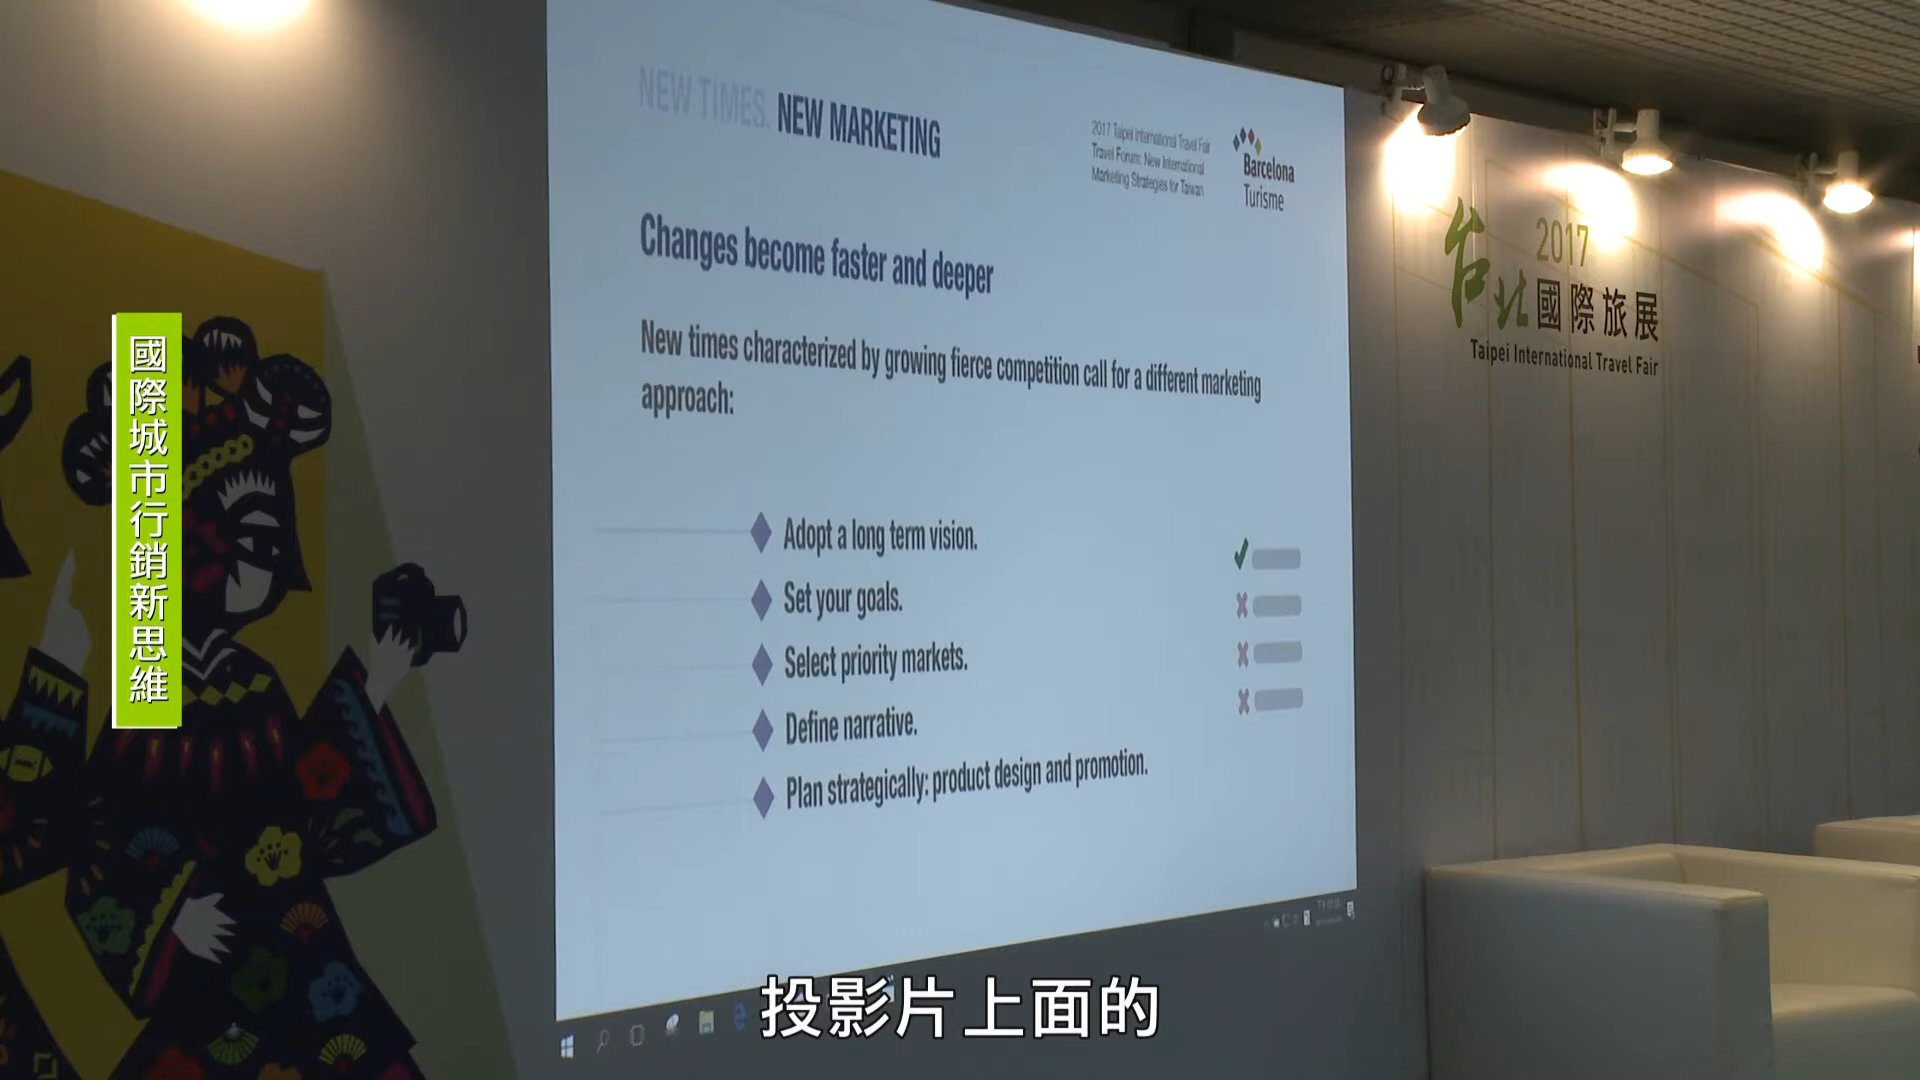 NEW TIMES. NEW MARKETING
2017 Taipei International Travel Fair
Travel Forum: New International
Marketing Strategies for Taiwan
Barcelona
Turisme
Changes become faster and deeper
New times characterized by growing fierce competition call for a different marketing
approach:
Adopt a long term vision.
Set your goals.
Select priority markets.
Define narrative.
Plan strategically: product design and promotion.
2017
台北國際旅展
Taipei International Travel Fair
國際城市行銷新思維
投影片上面的